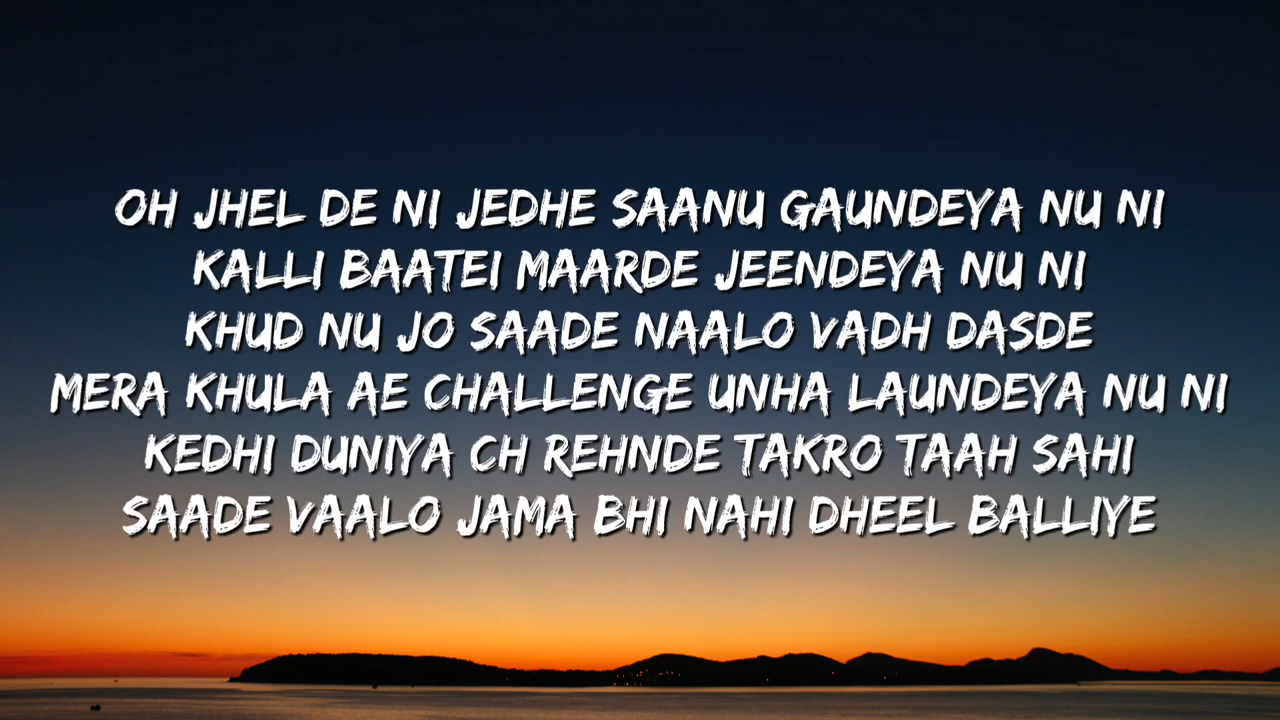 OH JHEL DE NI JEDHE SAANU GAUNDEYA NU NI
KALLI BAATEI MAARDE JEENDEYA NU NI
KHUD NU JO SAADE NAALO VADH DASDE
MERA KHULA AE CHALLENGE UNHA LAUNDEYA NU NI
KEDHI DUNIYA CH REHNDE TAKRO TAAH SAHI
SAADE VAALO JAMA BHI NAHI DHEEL BALLIYE